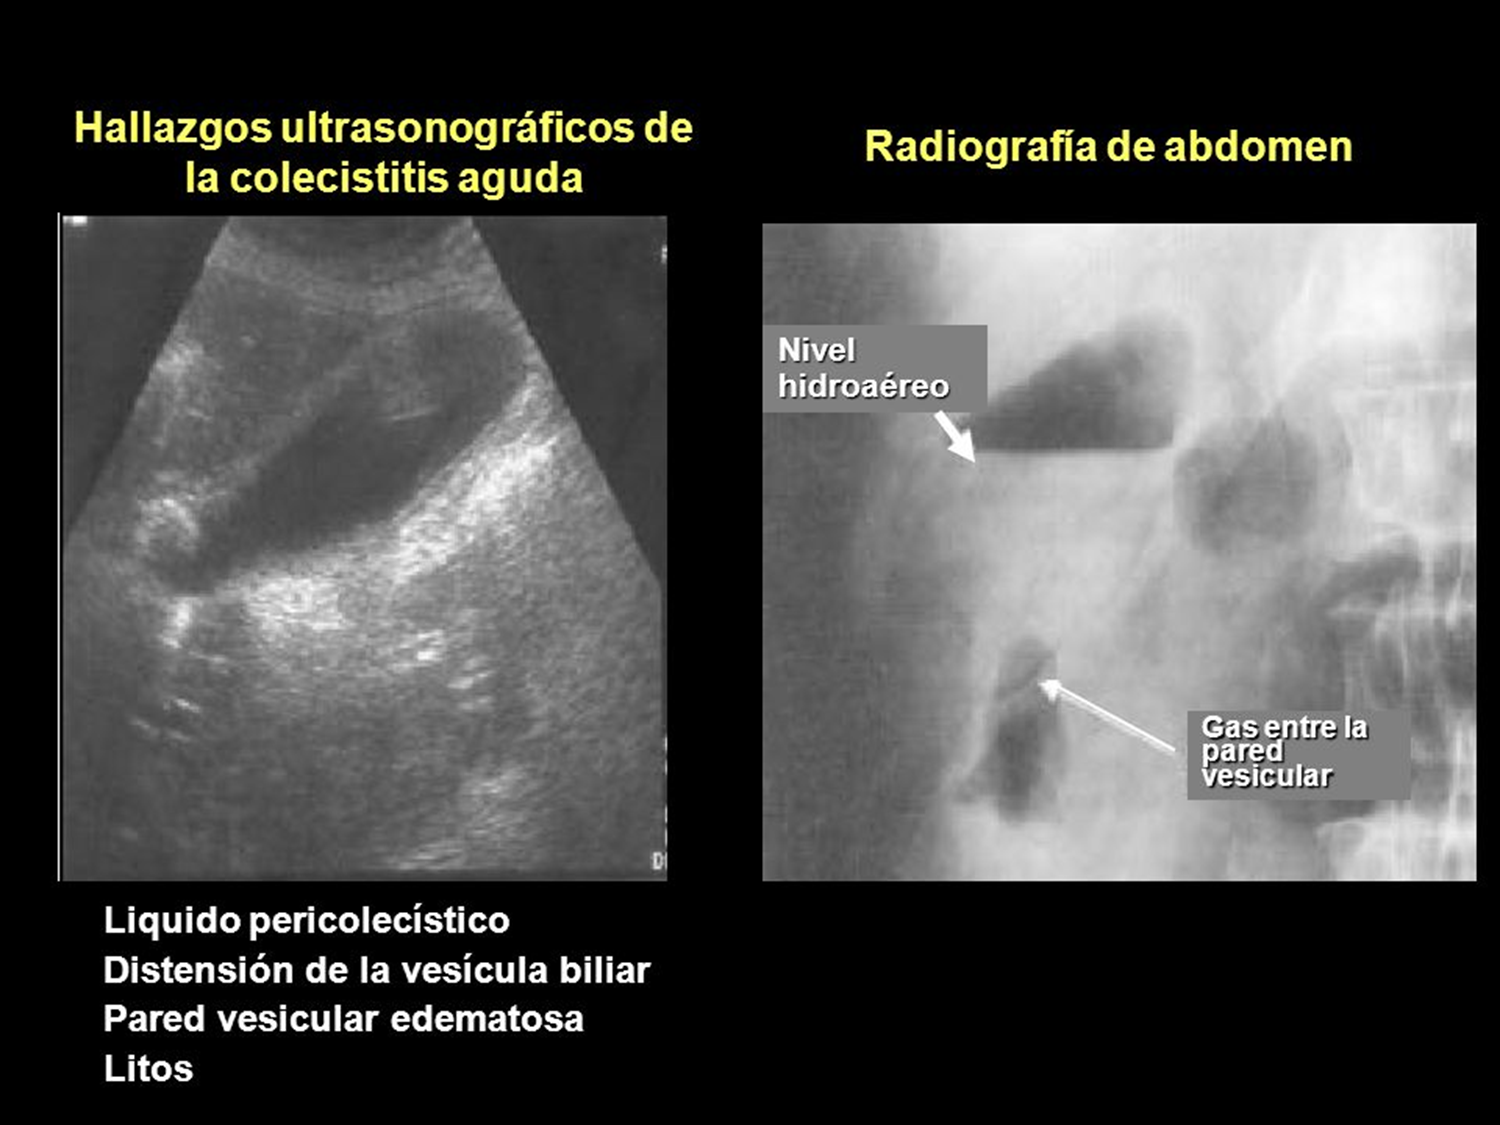 Hallazgos ultrasonográficos de
la colecistitis aguda
Radiografía de abdomen
Nivel
hidroaéreo
Gas entre la
pared
vesicular
D
Liquido pericolecístico
Distensión de la vesícula biliar
Pared vesicular edematosa
Litos